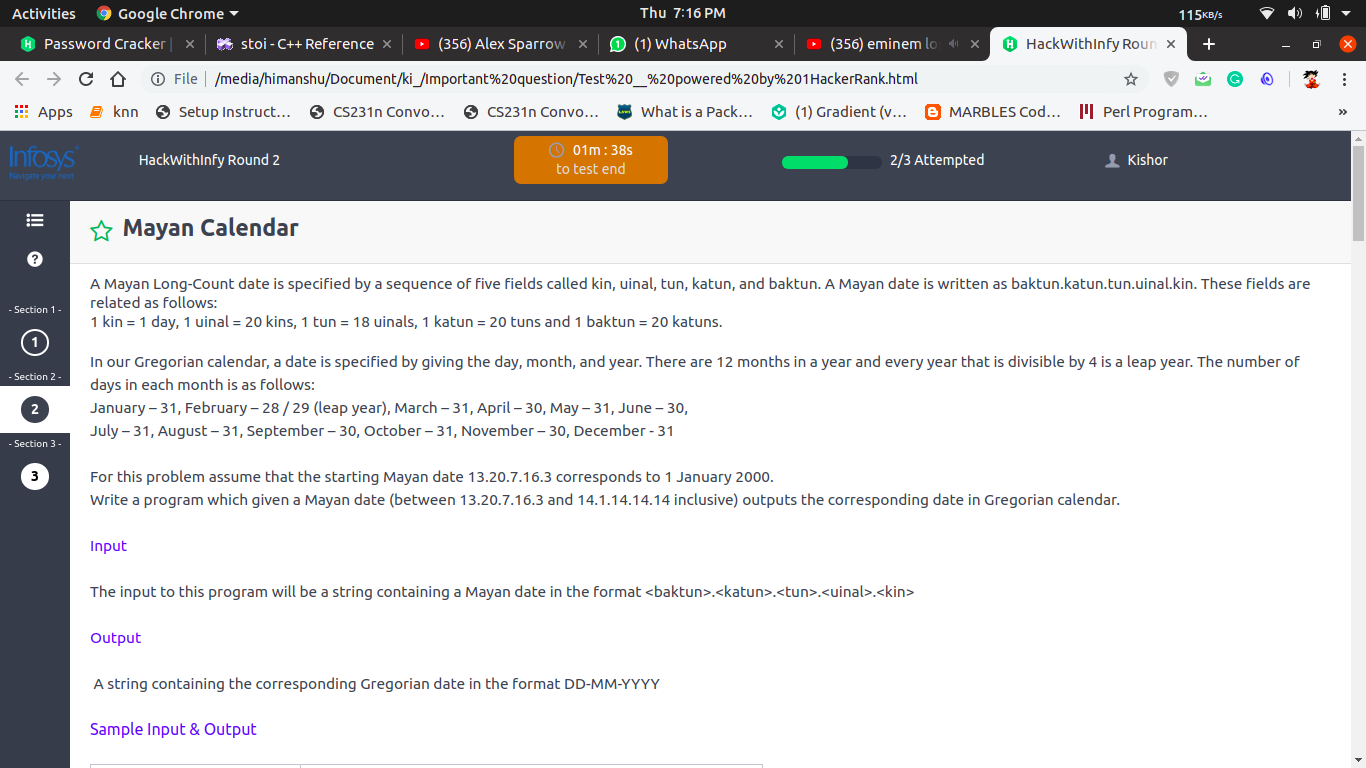 Activities Google Chrome Thu 7:16 PM 115KB/s
Password Cracker | stoi - C++ Reference (356) Alex Sparrow (1) WhatsApp (356) eminem lo HackWithInfy Roun
File /media/himanshu/Document/ki_/Important%20question/Test%20__%20powered%20by%201HackerRank.html
Apps knn Setup Instruct... CS231n Convo... CS231n Convo... What is a Pack... (1) Gradient (v... MARBLES Cod... Perl Program... »
Infosys
Navigate your next
HackWithInfy Round 2
01m : 38s
to test end
2/3 Attempted
Kishor
- Section 1 -
1
- Section 2 -
2
- Section 3 -
3
Mayan Calendar
A Mayan Long-Count date is specified by a sequence of five fields called kin, uinal, tun, katun, and baktun. A Mayan date is written as baktun.katun.tun.uinal.kin. These fields are
related as follows:
1 kin = 1 day, 1 uinal = 20 kins, 1 tun = 18 uinals, 1 katun = 20 tuns and 1 baktun = 20 katuns.
In our Gregorian calendar, a date is specified by giving the day, month, and year. There are 12 months in a year and every year that is divisible by 4 is a leap year. The number of
days in each month is as follows:
January – 31, February – 28 / 29 (leap year), March – 31, April – 30, May – 31, June – 30,
July – 31, August – 31, September – 30, October – 31, November – 30, December - 31
For this problem assume that the starting Mayan date 13.20.7.16.3 corresponds to 1 January 2000.
Write a program which given a Mayan date (between 13.20.7.16.3 and 14.1.14.14.14 inclusive) outputs the corresponding date in Gregorian calendar.
Input
The input to this program will be a string containing a Mayan date in the format <baktun>.<katun>.<tun>.<uinal>.<kin>
Output
A string containing the corresponding Gregorian date in the format DD-MM-YYYY
Sample Input & Output